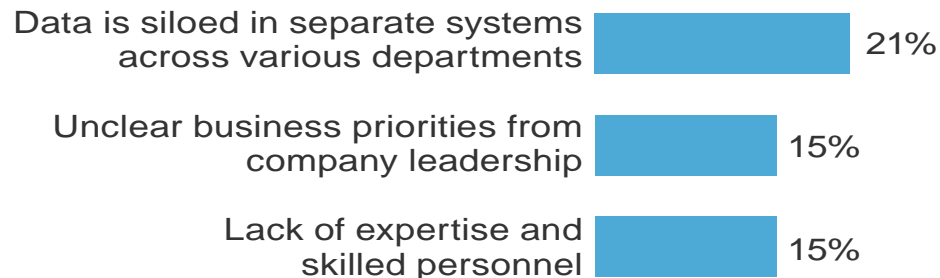 Data is siloed in separate systems
across various departments
21%
Unclear business priorities from
company leadership
15%
Lack of expertise and
skilled personnel
15%